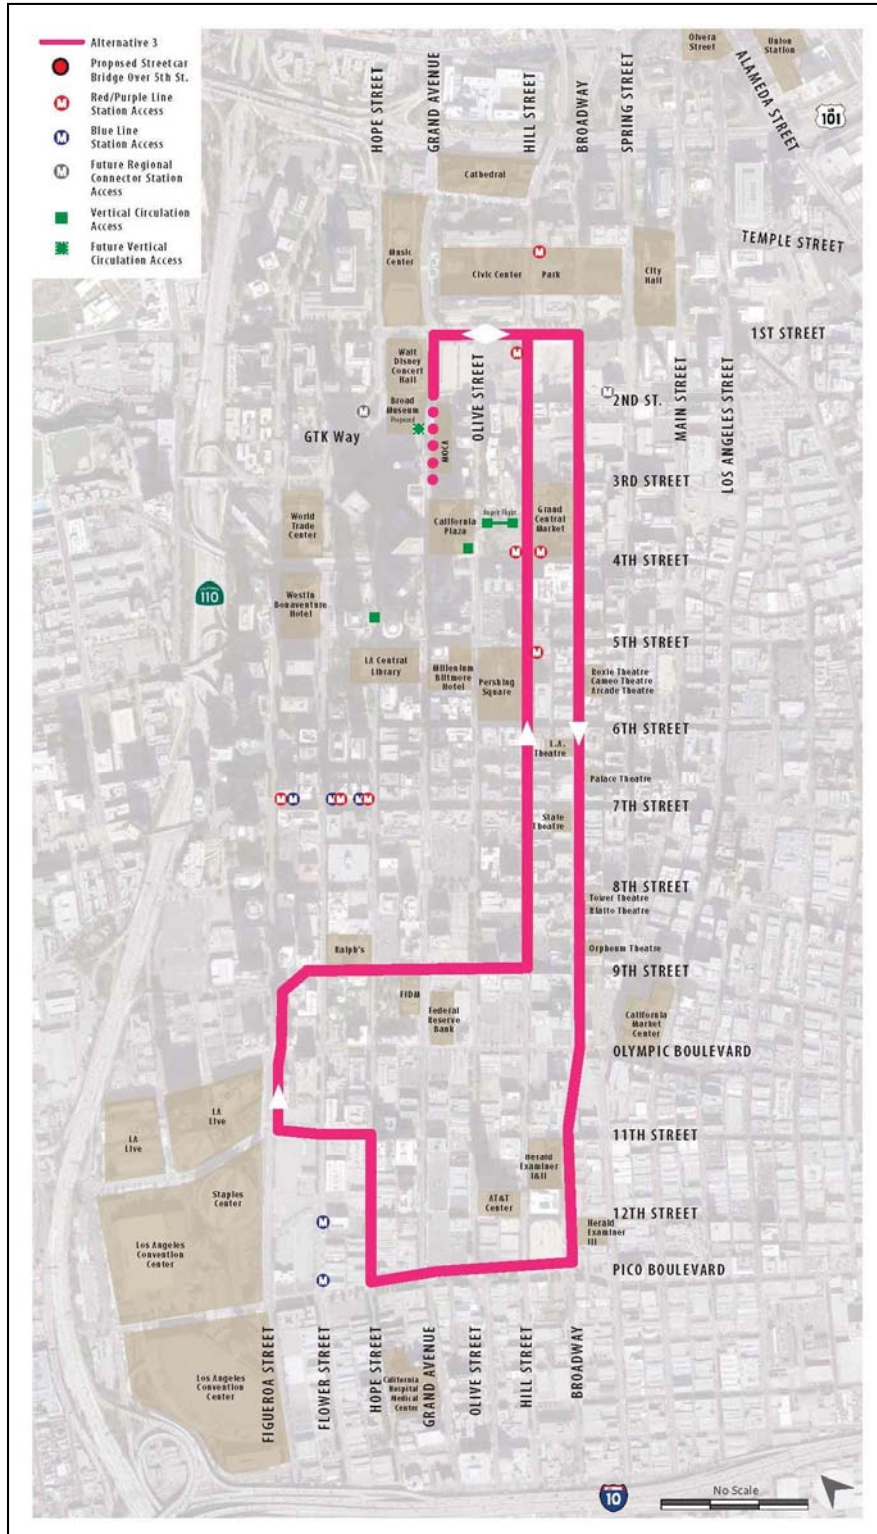 Alternative 3
Proposed Streetcar
Bridge Over 5th St.
Red/Purple Line
Station Access
Blue Line
Station Access
Future Regional
Connector Station
Access
Vertical Circulation
Access
Future Vertical
Circulation Access
HOPE STREET
GRAND AVENUE
HILL STREET
BROADWAY
SPRING STREET
Olvera
Street
Union
Station
ALAMEDA STREET
101
Cathedral
Music
Center
Civic Center
Park
City
Hall
TEMPLE STREET
1ST STREET
Walt
Disney
Concert
Hall
OLIVE STREET
Broad
Museum
Proposed
MOCA
GTK Way
2ND ST.
MAIN STREET
LOS ANGELES STREET
3RD STREET
World
Trade
Center
California
Plaza
Angels Flight
Grand
Central
Market
4TH STREET
110
Westin
Bonaventure
Hotel
5TH STREET
LA Central
Library
Millenium
Biltmore
Hotel
Pershing
Square
Roxie Theatre
Cameo Theatre
Arcade Theatre
6TH STREET
L.A.
Theatre
Palace Theatre
7TH STREET
State
Theatre
8TH STREET
Tower Theatre
Rialto Theatre
Orpheum Theatre
9TH STREET
Ralph's
FIDM
Federal
Reserve
Bank
California
Market
Center
OLYMPIC BOULEVARD
LA
Live
LA
Live
11TH STREET
Herald
Examiner
I&II
AT&T
Center
12TH STREET
Herald
Examiner
III
Staples
Center
Los Angeles
Convention
Center
PICO BOULEVARD
Los Angeles
Convention
Center
FIGUEROA STREET
FLOWER STREET
HOPE STREET
California
Hospital
Medical
Center
GRAND AVENUE
OLIVE STREET
HILL STREET
BROADWAY
10
No Scale